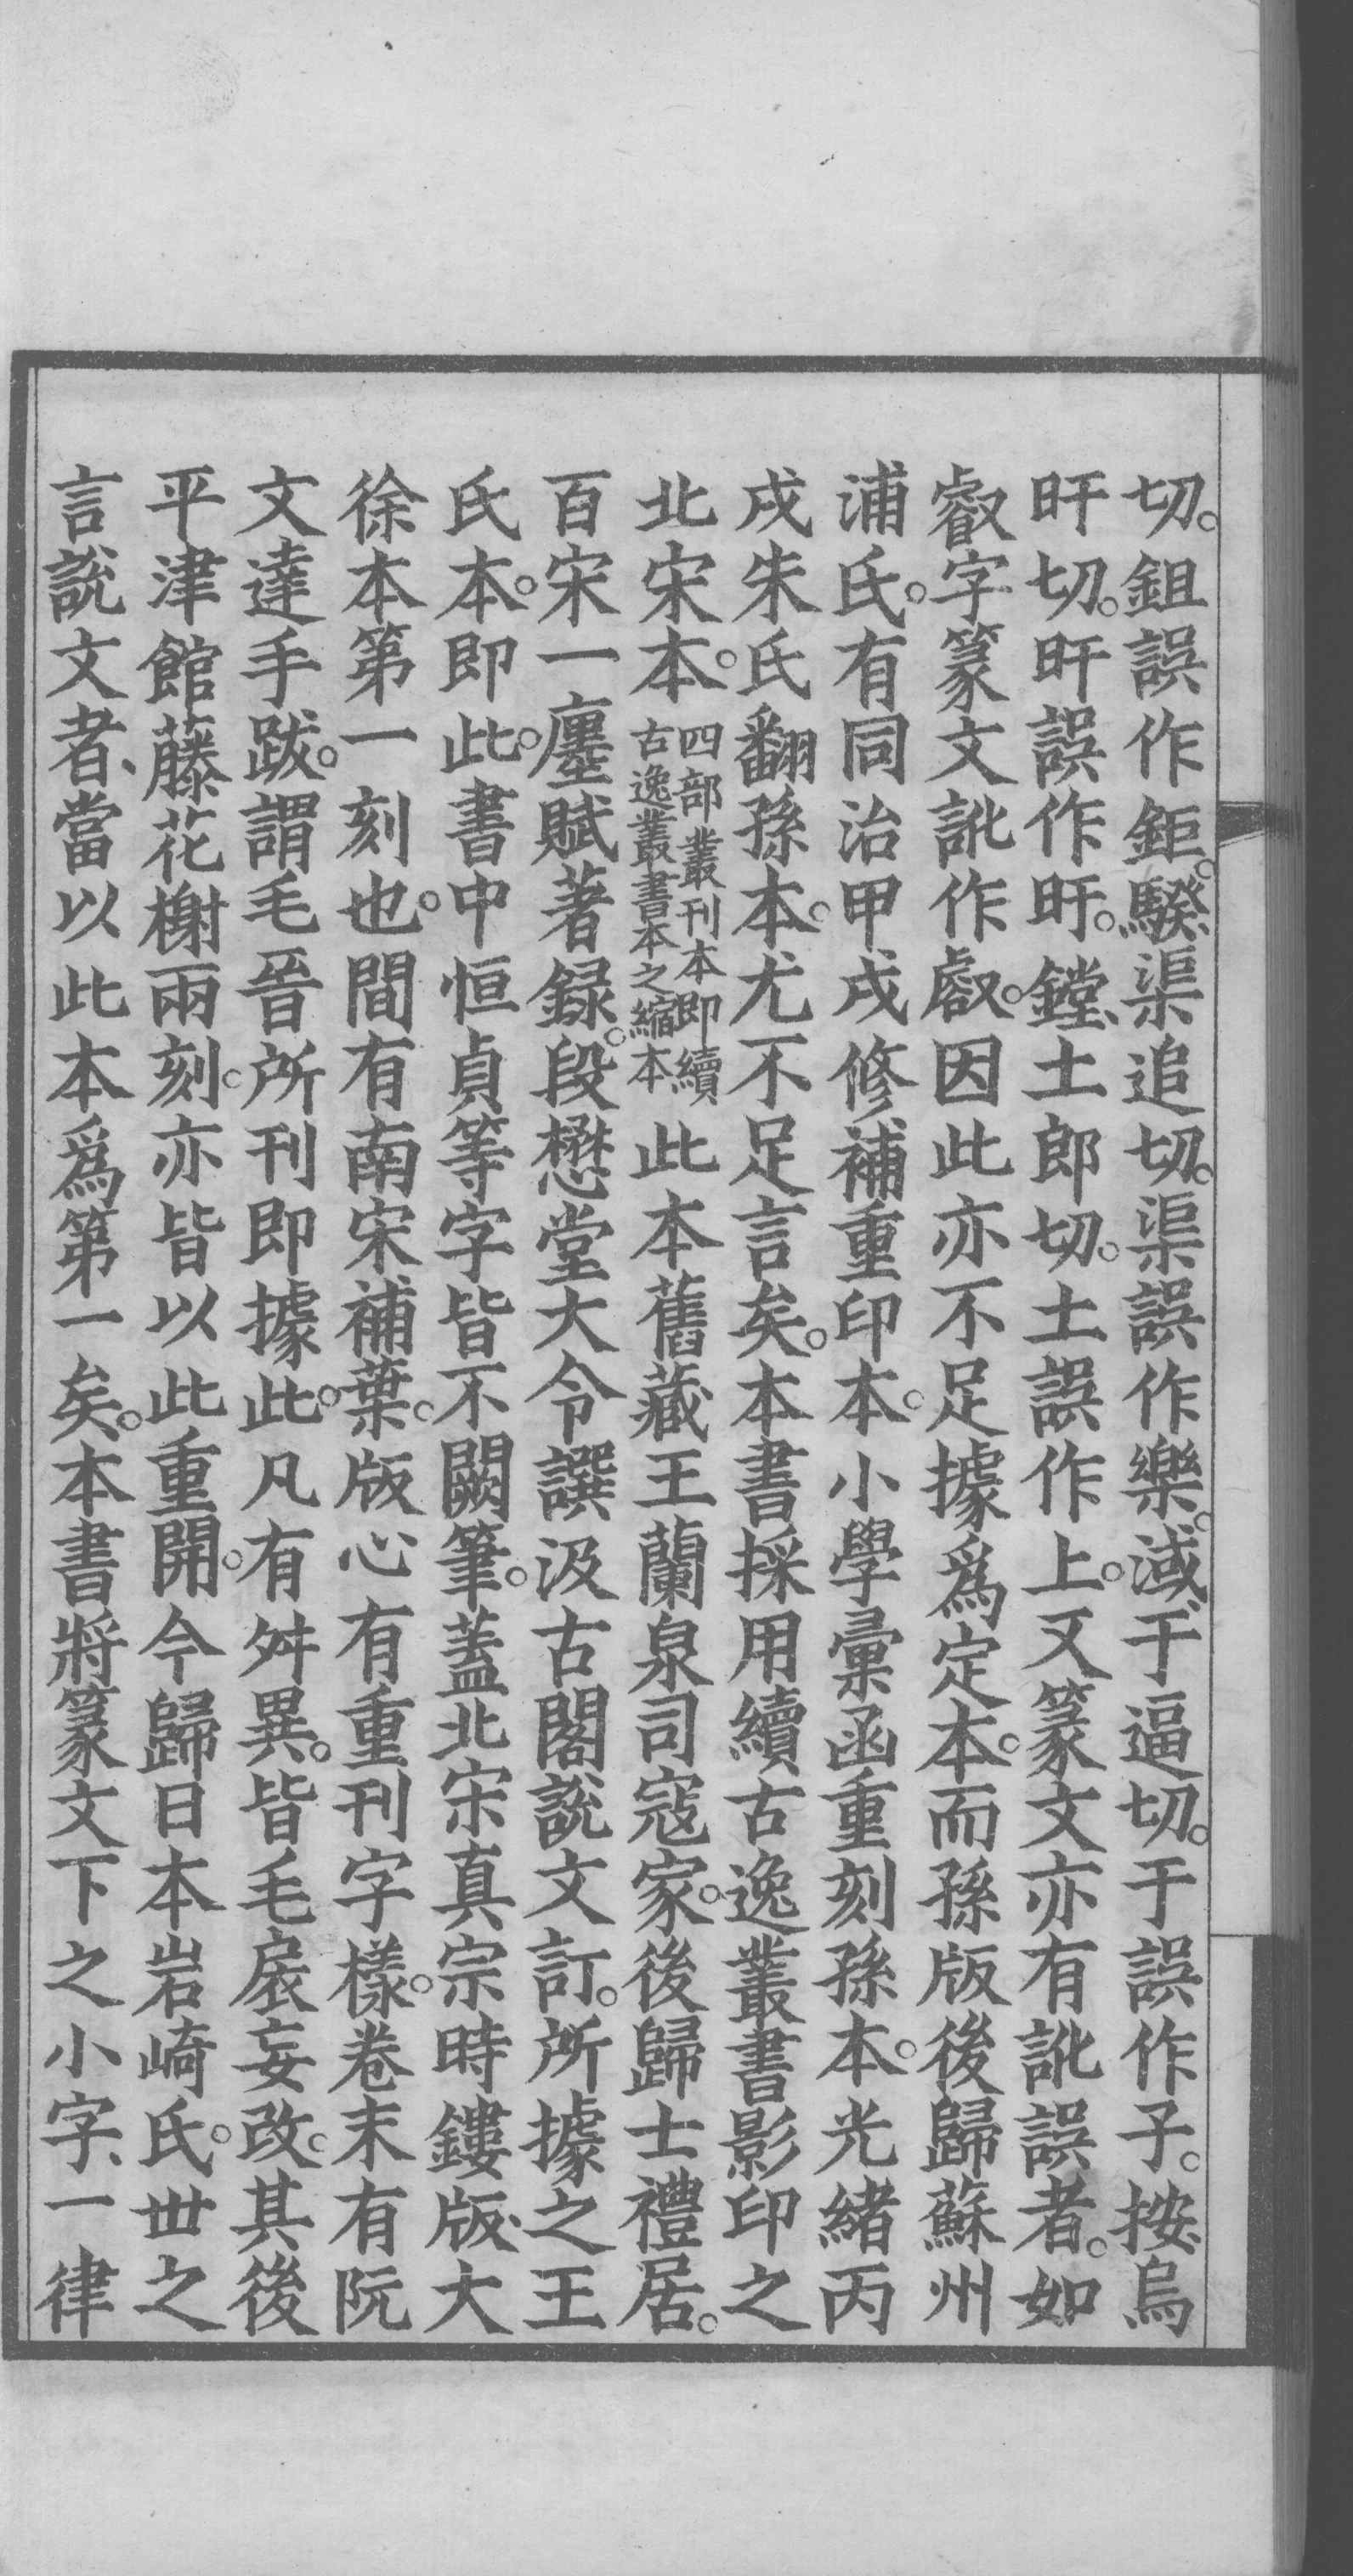 切。鉏誤作鉅。騤、渠追切。渠誤作樂。淢、于逼切。于誤作子。按、烏
旰切。旰誤作盱。鏜、土郎切。土誤作上。又篆文亦有訛誤者。如
叡字篆文訛作𠭥。因此亦不足據爲定本。而孫版後歸蘇州
浦氏。有同治甲戌修補重印本。小學彙函重刻孫本。光緒丙
戌朱氏翻孫本。尤不足言矣。本書採用續古逸叢書影印之
北宋本。四部叢刊本即續古逸叢書本之縮本此本舊藏王蘭泉司寇家。後歸士禮居。
百宋一廛賦著録。段懋堂大令譔汲古閣說文訂。所據之王
氏本。即此。書中恒貞等字皆不闕筆。蓋北宋真宗時鏤版、大
徐本第一刻也。間有南宋補葉。版心有重刊字樣。卷末有阮
文達手跋。謂毛晉所刊即據此。凡有舛異。皆毛扆妄改。其後
平津館藤花榭兩刻。亦皆以此重開。今歸日本岩崎氏。世之
言說文者、當以此本爲第一矣。本書將篆文下之小字、一律